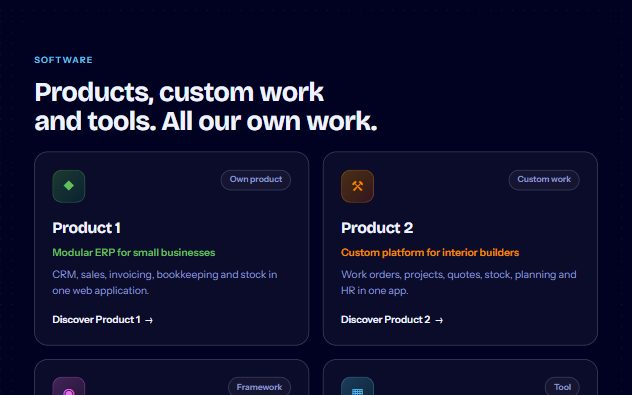 SOFTWARE
Products, custom work
and tools. All our own work.
Own product
Product 1
Modular ERP for small businesses
CRM, sales, invoicing, bookkeeping and stock in
one web application.
Discover Product 1 →
Custom work
Product 2
Custom platform for interior builders
Work orders, projects, quotes, stock, planning and
HR in one app.
Discover Product 2 →
Framework
Tool